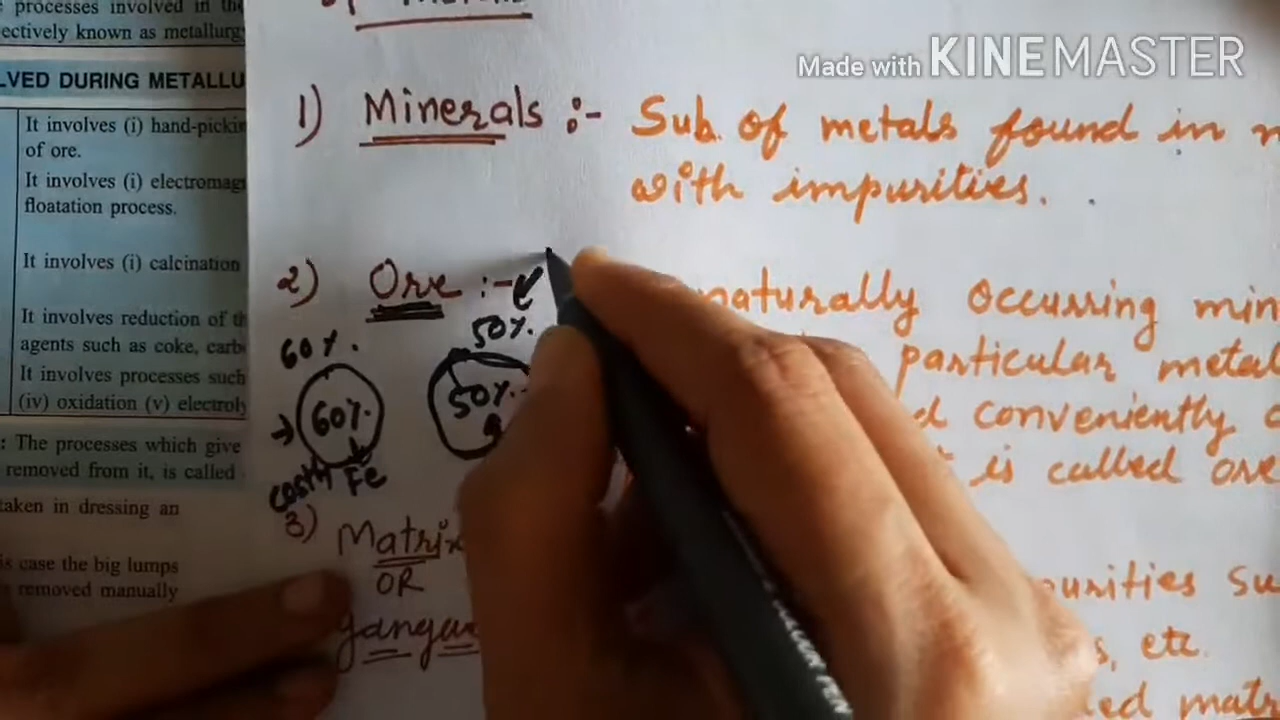 processes involved in the
ectively known as metallurg
LVED DURING METALLU
It involves (i) hand-pickin
of ore.
It involves (i) electromag
floatation process.
It involves (i) calcination
It involves reduction of th
agents such as coke, carb
It involves processes such
(iv) oxidation (v) electroly
: The processes which give
removed from it, is called
taken in dressing an
is case the big lumps
e removed manually
Made with KINEMASTER
1) Minerals :- Sub. of metals found in n
with impurities.
2) Ore :- naturally occurring min
particular metal
d conveniently
is called ore
60%.
60%.
Fe
50%.
50%.
3) Matrix
OR
gangue
purities su
s, etc.
ed matr